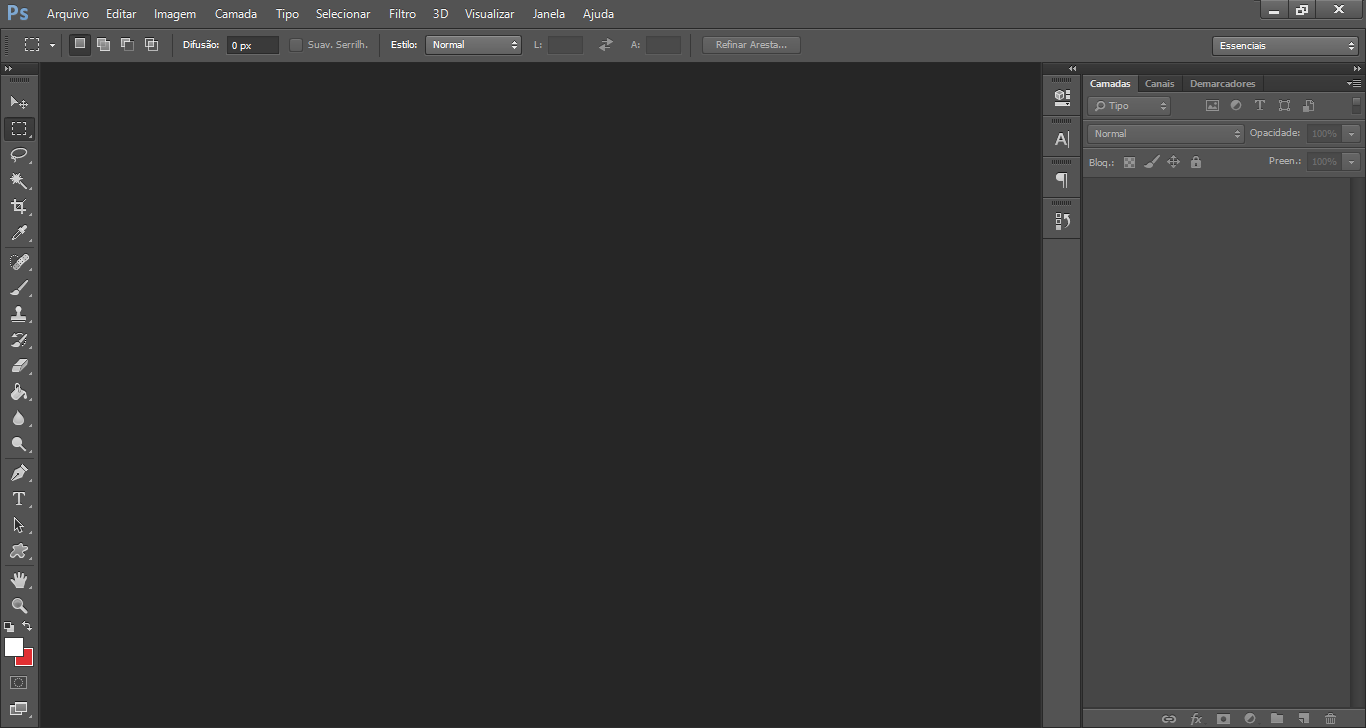 Ps Arquivo Editar Imagem Camada Tipo Selecionar Filtro 3D Visualizar Janela Ajuda
Difusão: 0 px Suav. Serrilh. Estilo: Normal L: A: Refinar Aresta... Essenciais
Camadas Canais Demarcadores
Tipo T
Normal Opacidade: 100%
Bloq.: Preen.: 100%
A
T
fx